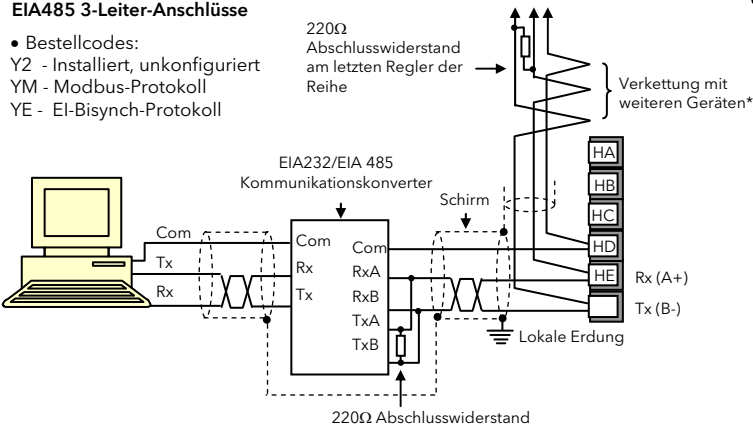 EIA485 3-Leiter-Anschlüsse
• Bestellcodes:
Y2 - Installiert, unkonfiguriert
YM - Modbus-Protokoll
YE - EI-Bisynch-Protokoll
220Ω
Abschlusswiderstand
am letzten Regler der
Reihe
Verkettung mit
weiteren Geräten*
EIA232/EIA 485
Kommunikationskonverter
Schirm
Com
Tx
Rx
Com
Rx
Tx
Com
RxA
RxB
TxA
TxB
HA
HB
HC
HD
HE
Rx (A+)
Tx (B-)
Lokale Erdung
220Ω Abschlusswiderstand